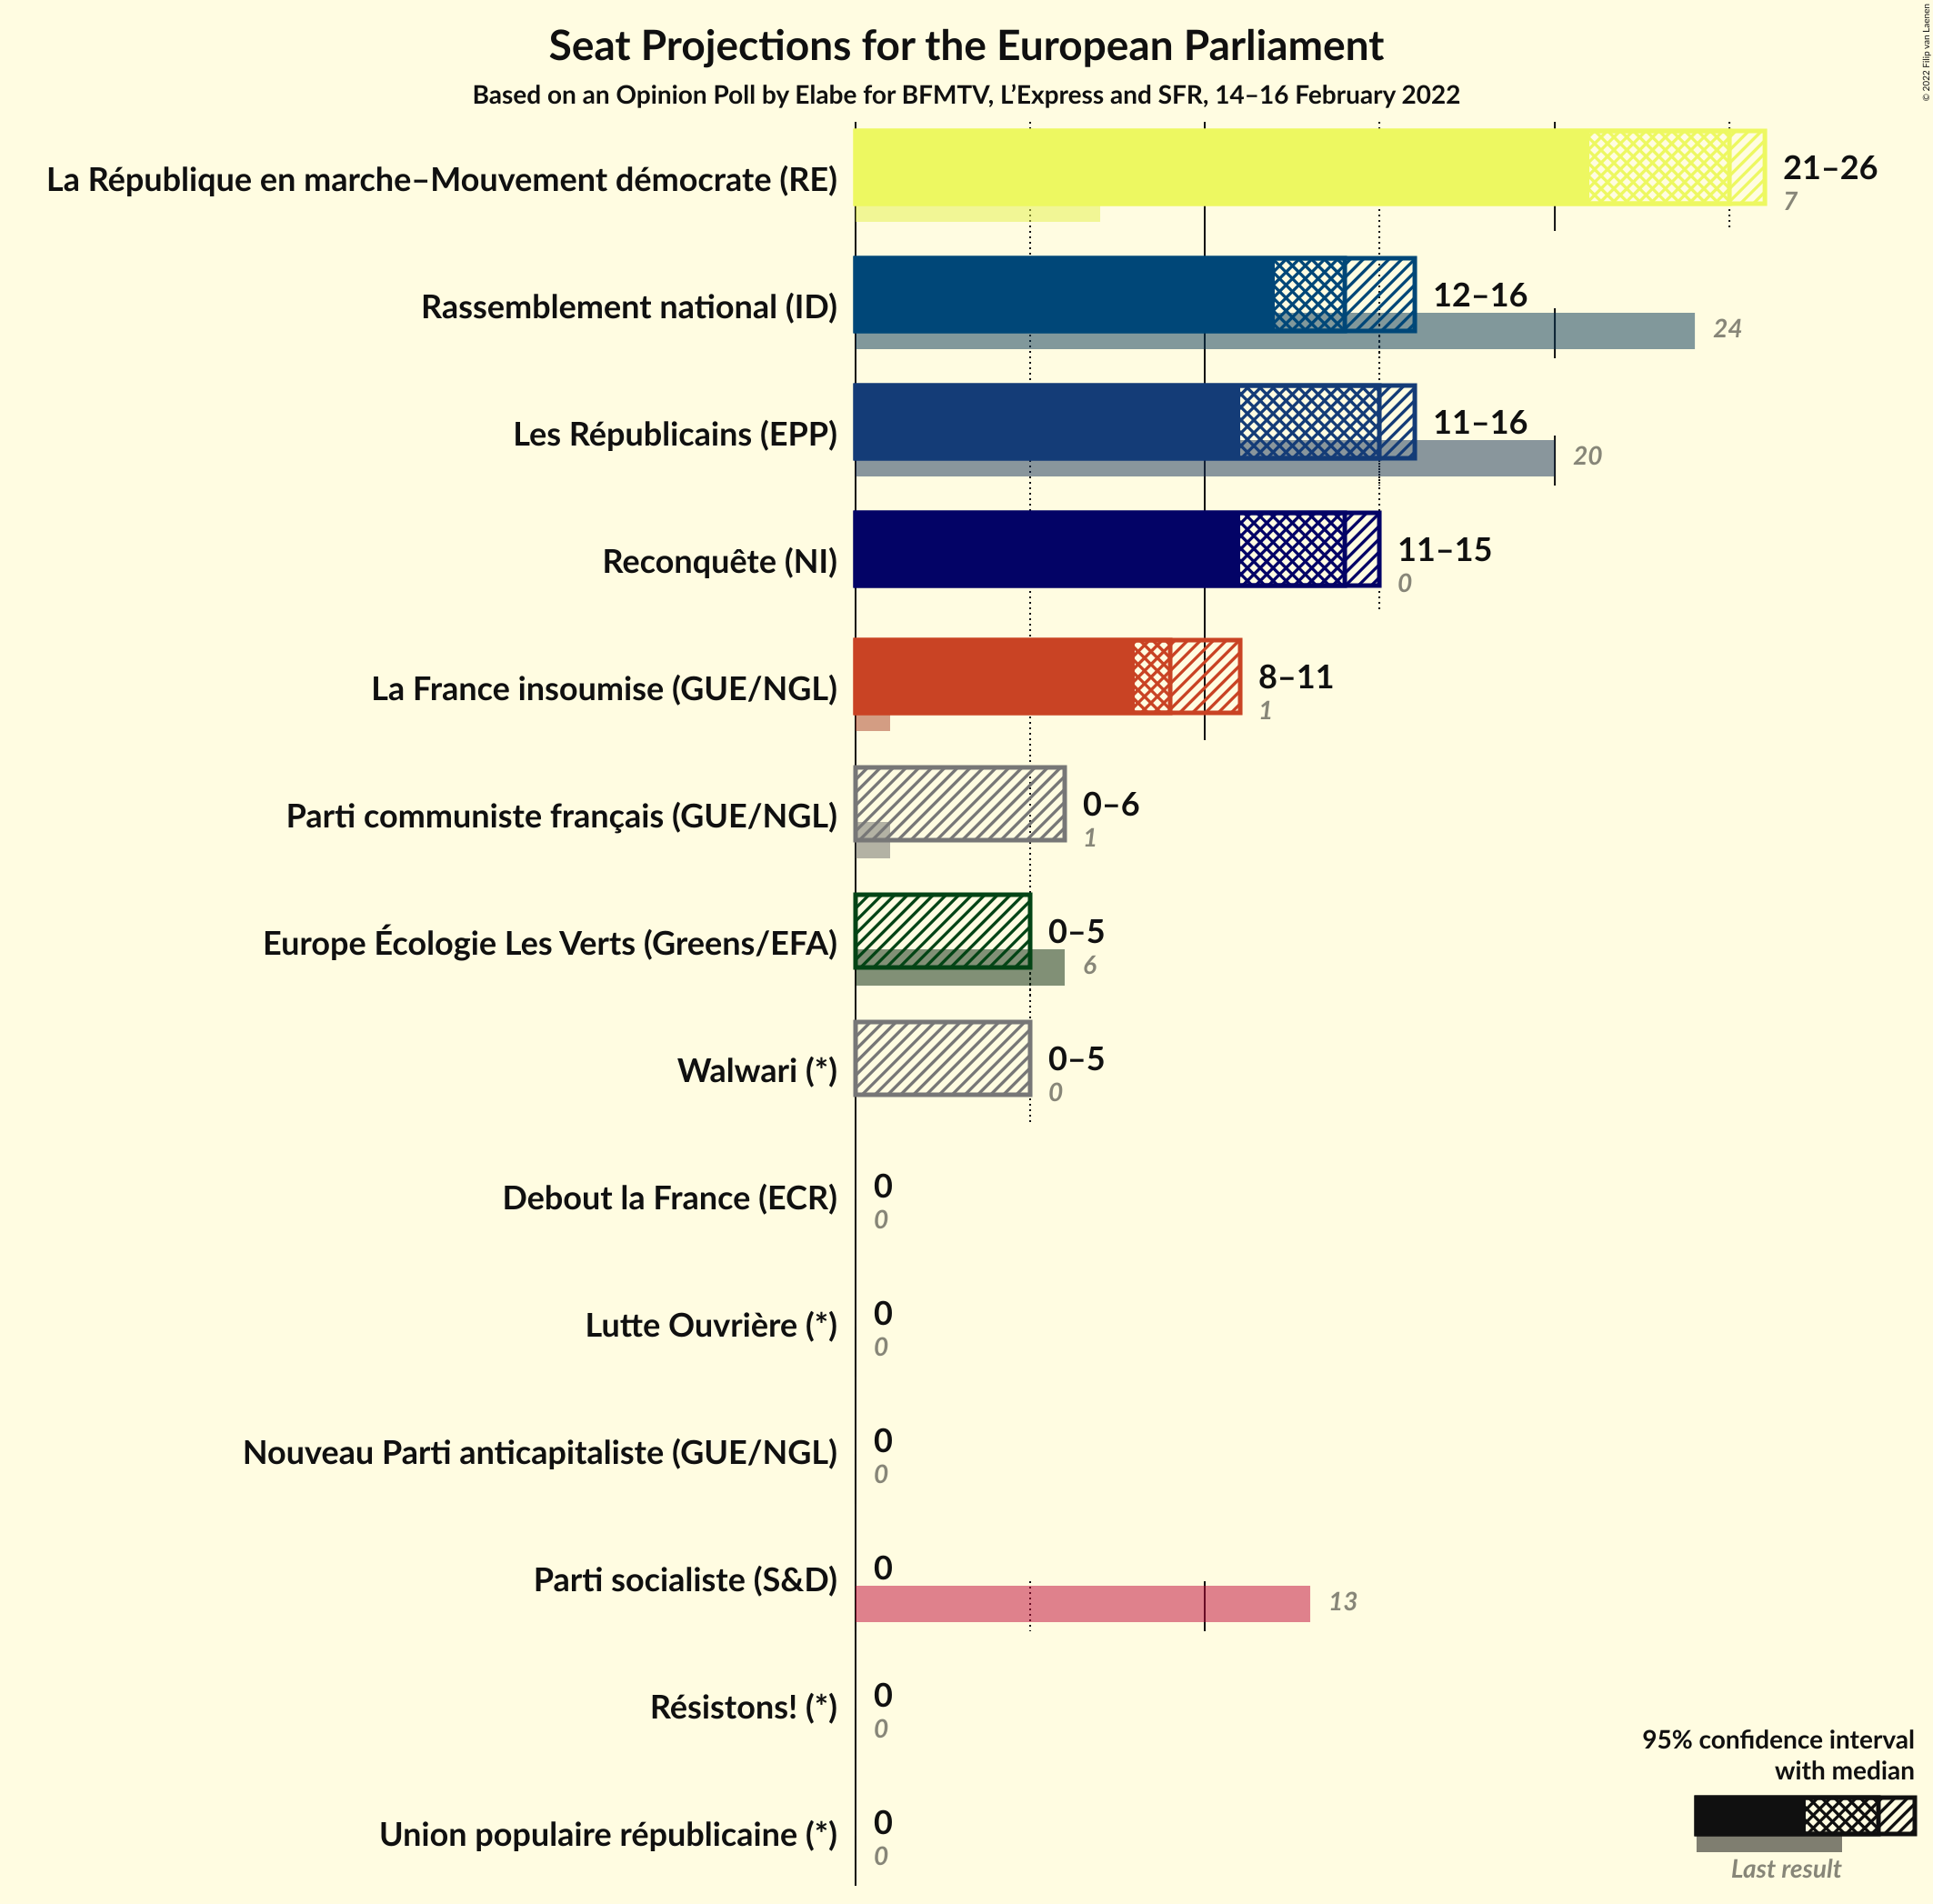 Seat Projections for the European Parliament
Based on an Opinion Poll by Elabe for BFMTV, L’Express and SFR, 14–16 February 2022
© 2022 Filip van Laenen
La République en marche–Mouvement démocrate (RE)
21–26
7
Rassemblement national (ID)
12–16
24
Les Républicains (EPP)
11–16
20
Reconquête (NI)
11–15
0
La France insoumise (GUE/NGL)
8–11
1
Parti communiste français (GUE/NGL)
0–6
1
Europe Écologie Les Verts (Greens/EFA)
0–5
6
Walwari (*)
0–5
0
Debout la France (ECR)
0
0
Lutte Ouvrière (*)
0
0
Nouveau Parti anticapitaliste (GUE/NGL)
0
0
Parti socialiste (S&D)
0
13
Résistons! (*)
0
0
Union populaire républicaine (*)
0
0
95% confidence interval
with median
Last result